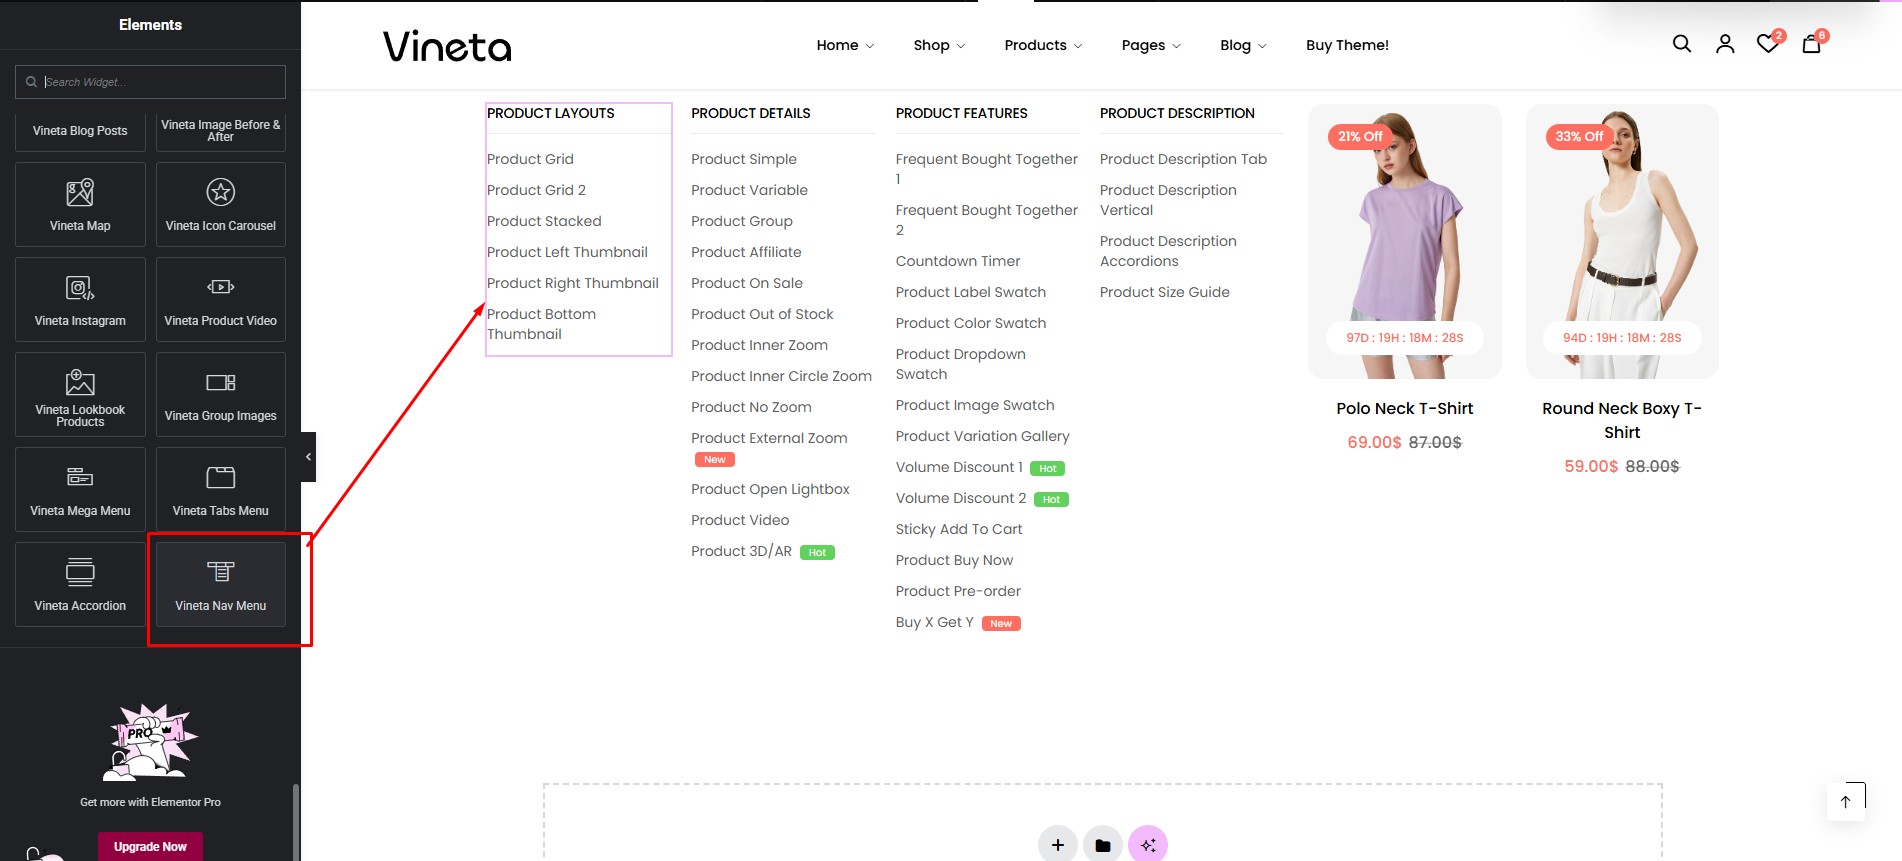 Elements
Search Widget...
Vineta Blog Posts
Vineta Image Before &
After
Vineta Map
Vineta Icon Carousel
Vineta Instagram
Vineta Product Video
Vineta Lookbook
Products
Vineta Group Images
Vineta Mega Menu
Vineta Tabs Menu
Vineta Accordion
Vineta Nav Menu
PRO
Get more with Elementor Pro
Upgrade Now
Vineta
Home
Shop
Products
Pages
Blog
Buy Theme!
2
6
PRODUCT LAYOUTS
Product Grid
Product Grid 2
Product Stacked
Product Left Thumbnail
Product Right Thumbnail
Product Bottom
Thumbnail
PRODUCT DETAILS
Product Simple
Product Variable
Product Group
Product Affiliate
Product On Sale
Product Out of Stock
Product Inner Zoom
Product Inner Circle Zoom
Product No Zoom
Product External Zoom
New
Product Open Lightbox
Product Video
Product 3D/AR Hot
PRODUCT FEATURES
Frequent Bought Together
1
Frequent Bought Together
2
Countdown Timer
Product Label Swatch
Product Color Swatch
Product Dropdown
Swatch
Product Image Swatch
Product Variation Gallery
Volume Discount 1 Hot
Volume Discount 2 Hot
Sticky Add To Cart
Product Buy Now
Product Pre-order
Buy X Get Y New
PRODUCT DESCRIPTION
Product Description Tab
Product Description
Vertical
Product Description
Accordions
Product Size Guide
21% Off
97D : 19H : 18M : 28S
Polo Neck T-Shirt
69.00$ 87.00$
33% Off
94D : 19H : 18M : 28S
Round Neck Boxy T-
Shirt
59.00$ 88.00$